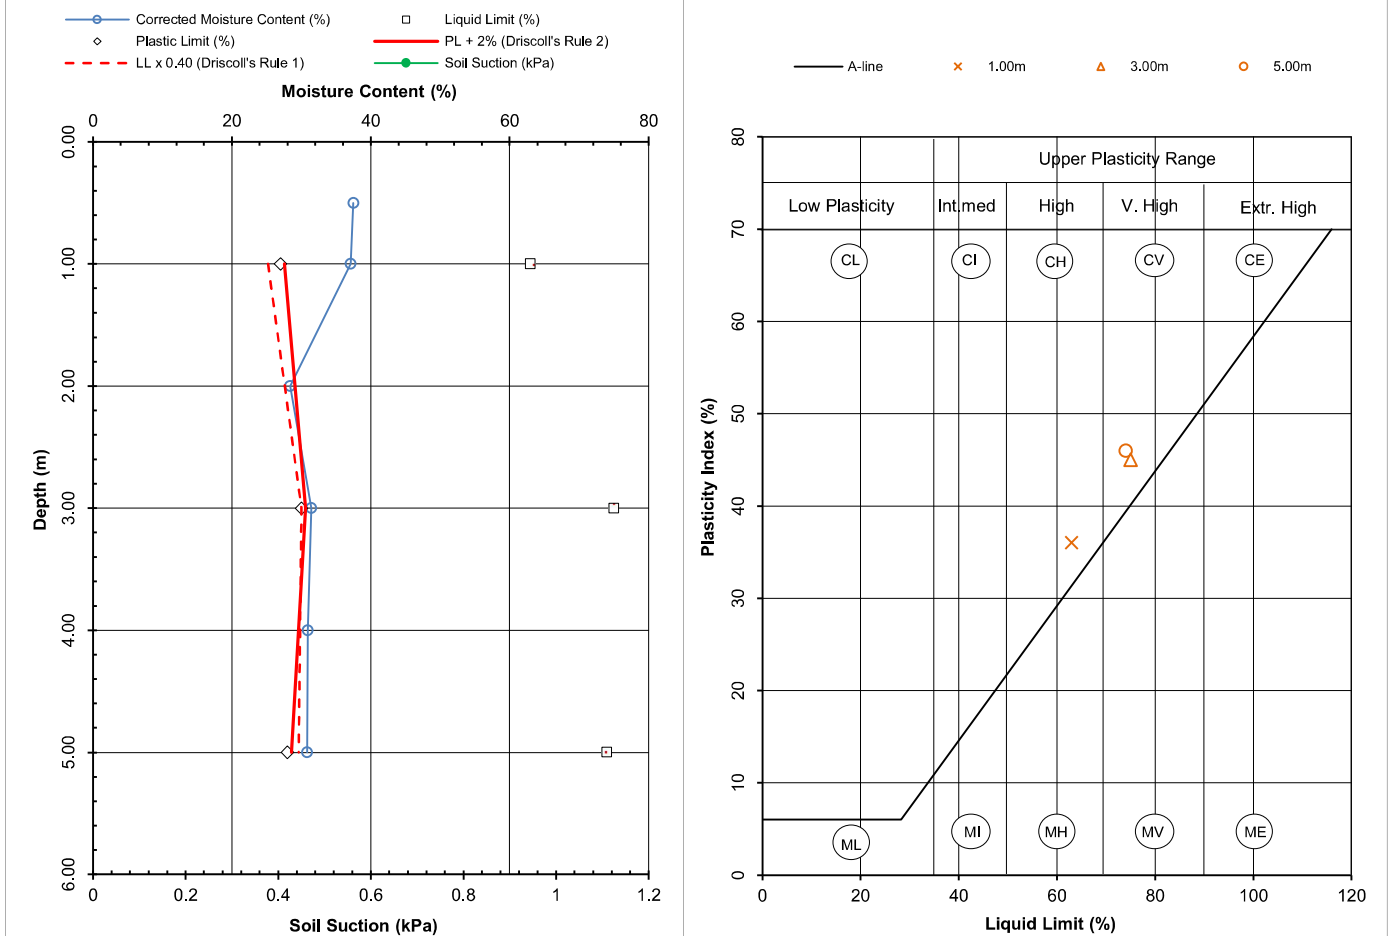 Corrected Moisture Content (%)
Liquid Limit (%)
Plastic Limit (%)
PL + 2% (Driscoll's Rule 2)
LL x 0.40 (Driscoll's Rule 1)
Soil Suction (kPa)
Moisture Content (%)
0 20 40 60 80
0.00
1.00
2.00
3.00
4.00
5.00
6.00
Depth (m)
0 0.2 0.4 0.6 0.8 1 1.2
Soil Suction (kPa)
A-line
1.00m
3.00m
5.00m
80
70
60
50
40
30
20
10
0
Plasticity Index (%)
Upper Plasticity Range
Low Plasticity
Int.med
High
V. High
Extr. High
CL
CI
CH
CV
CE
ML
MI
MH
MV
ME
0 20 40 60 80 100 120
Liquid Limit (%)